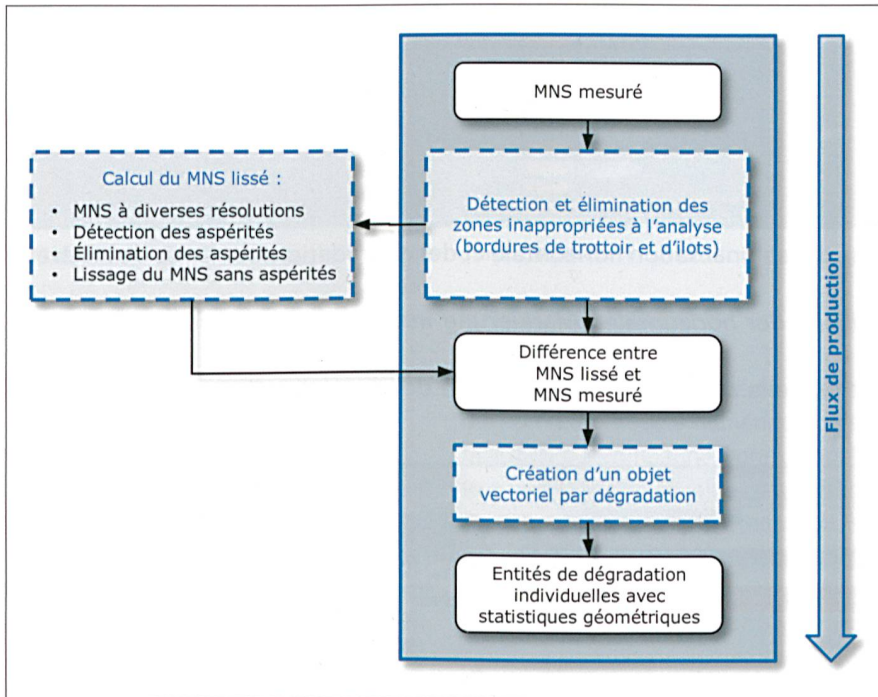 MNS mesuré
Calcul du MNS lissé :
• MNS à diverses résolutions
• Détection des aspérités
• Élimination des aspérités
• Lissage du MNS sans aspérités
Détection et élimination des
zones inappropriées à l'analyse
(bordures de trottoir et d'îlots)
Différence entre
MNS lissé et
MNS mesuré
Création d'un objet
vectoriel par dégradation
Entités de dégradation
individuelles avec
statistiques géométriques
Flux de production